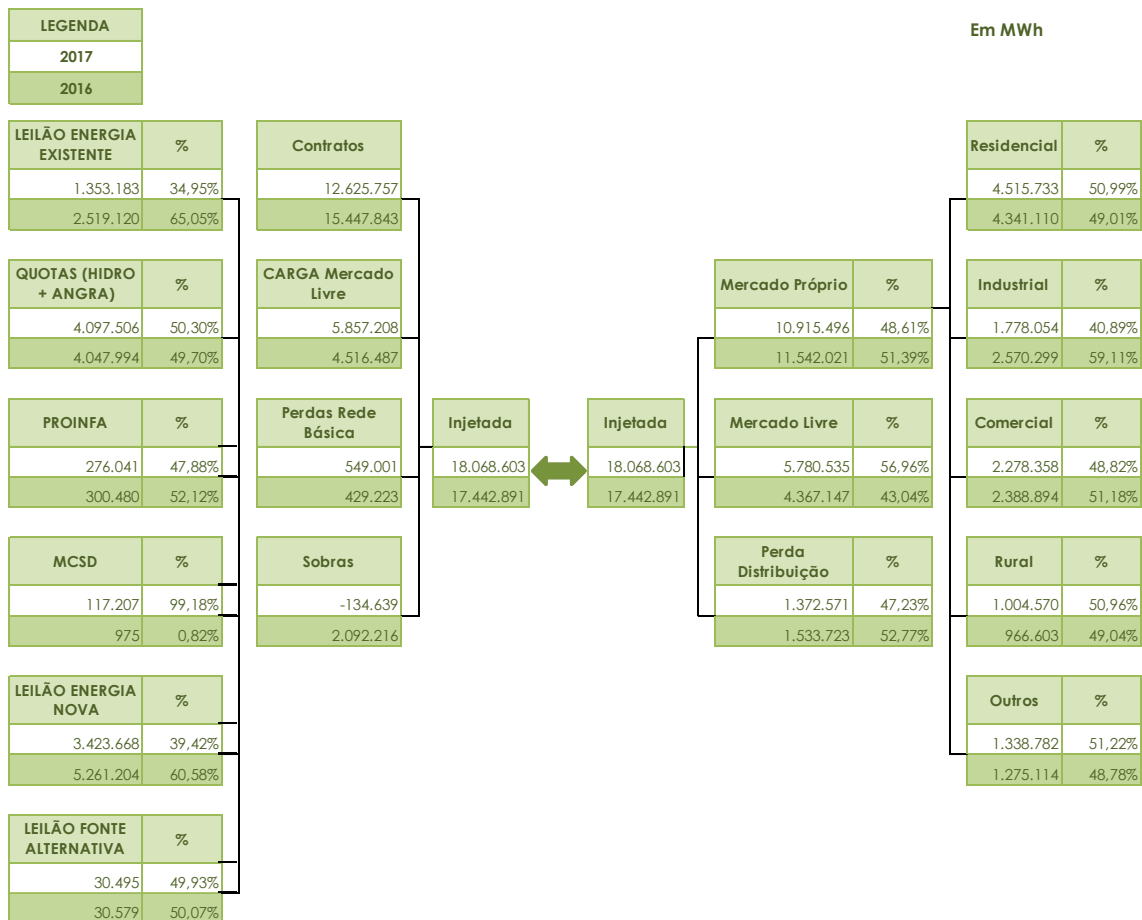 LEGENDA
2017
2016
Em MWh
LEILÃO ENERGIA
EXISTENTE
%
1.353.183 34,95%
2.519.120 65,05%
QUOTAS (HIDRO
+ ANGRA)
%
4.097.506 50,30%
4.047.994 49,70%
PROINFA %
276.041 47,88%
300.480 52,12%
MCSD %
117.207 99,18%
975 0,82%
LEILÃO ENERGIA
NOVA
%
3.423.668 39,42%
5.261.204 60,58%
LEILÃO FONTE
ALTERNATIVA
%
30.495 49,93%
30.579 50,07%
Contratos
12.625.757
15.447.843
CARGA Mercado
Livre
5.857.208
4.516.487
Perdas Rede
Básica
549.001
429.223
Sobras
-134.639
2.092.216
Injetada
18.068.603
17.442.891
Injetada
18.068.603
17.442.891
Mercado Próprio %
10.915.496 48,61%
11.542.021 51,39%
Mercado Livre %
5.780.535 56,96%
4.367.147 43,04%
Perda
Distribuição
%
1.372.571 47,23%
1.533.723 52,77%
Residencial %
4.515.733 50,99%
4.341.110 49,01%
Industrial %
1.778.054 40,89%
2.570.299 59,11%
Comercial %
2.278.358 48,82%
2.388.894 51,18%
Rural %
1.004.570 50,96%
966.603 49,04%
Outros %
1.338.782 51,22%
1.275.114 48,78%